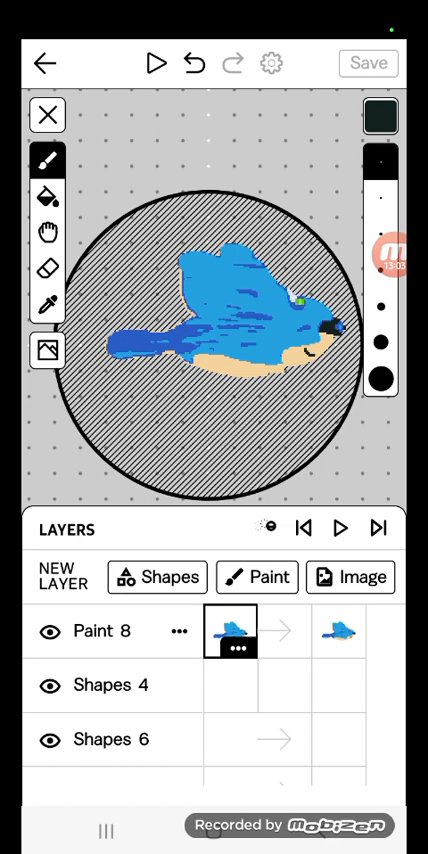 Save
13:03
LAYERS
NEW
LAYER
Shapes
Paint
Image
Paint 8
Shapes 4
Shapes 6
Recorded by mobizen